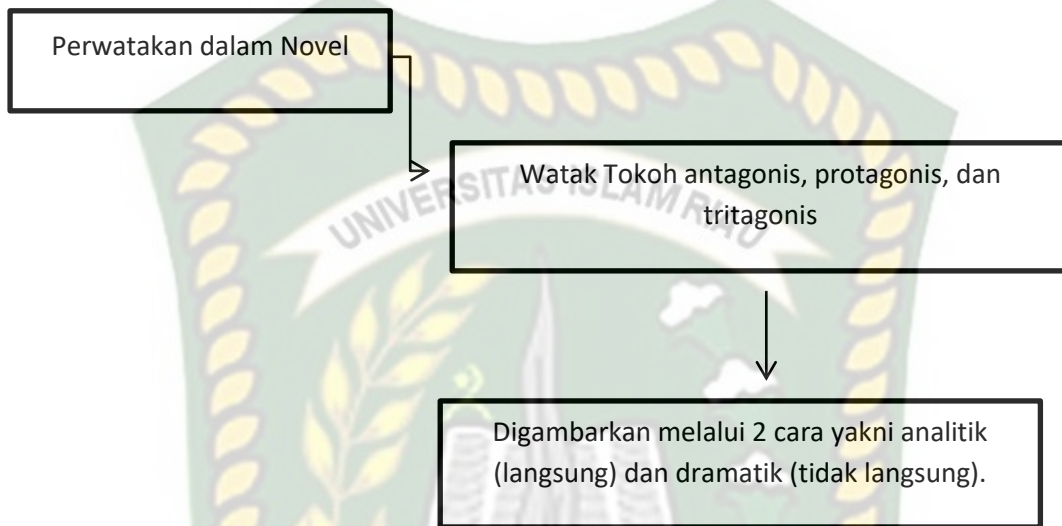 Perwatakan dalam Novel
UNIVERSITAS ISLAM RIAU
Watak Tokoh antagonis, protagonis, dan
tritagonis
Digambarkan melalui 2 cara yakni analitik
(langsung) dan dramatik (tidak langsung).